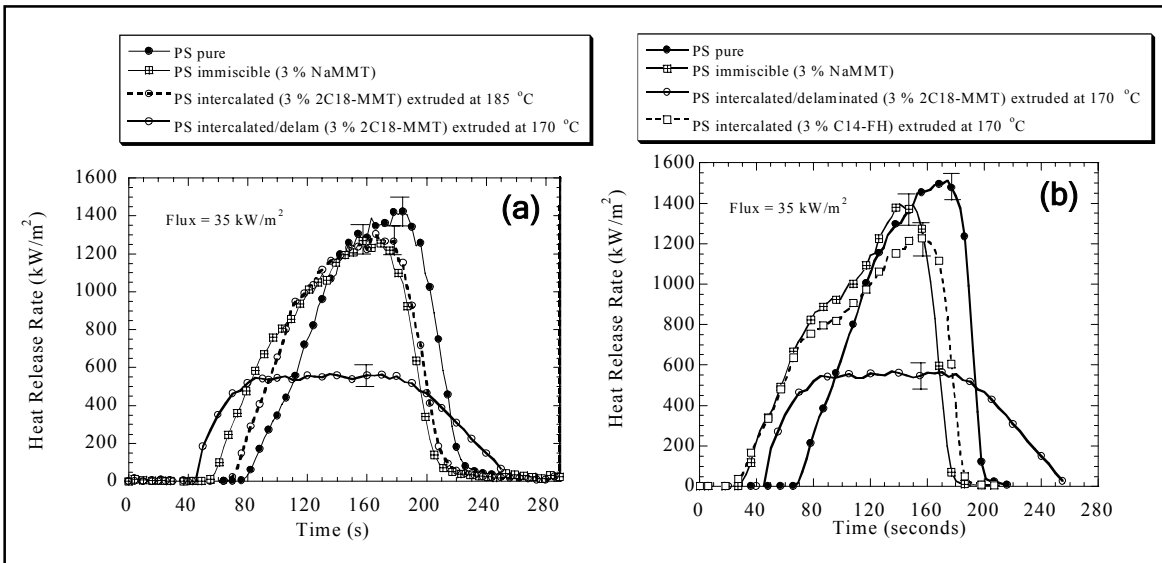 PS pure
PS immiscible (3 % NaMMT)
PS intercalated (3 % 2C18-MMT) extruded at 185 °C
PS intercalated/delam (3 % 2C18-MMT) extruded at 170 °C
1600
1400
1200
1000
800
600
400
200
0
Heat Release Rate (kW/m²)
Flux = 35 kW/m²
(a)
0 40 80 120 160 200 240 280
Time (s)
PS pure
PS immiscible (3 % NaMMT)
PS intercalated/delaminated (3 % 2C18-MMT) extruded at 170 °C
PS intercalated (3 % C14-FH) extruded at 170 °C
1600
1400
1200
1000
800
600
400
200
0
Heat Release Rate (kW/m²)
Flux = 35 kW/m²
(b)
0 40 80 120 160 200 240 280
Time (seconds)